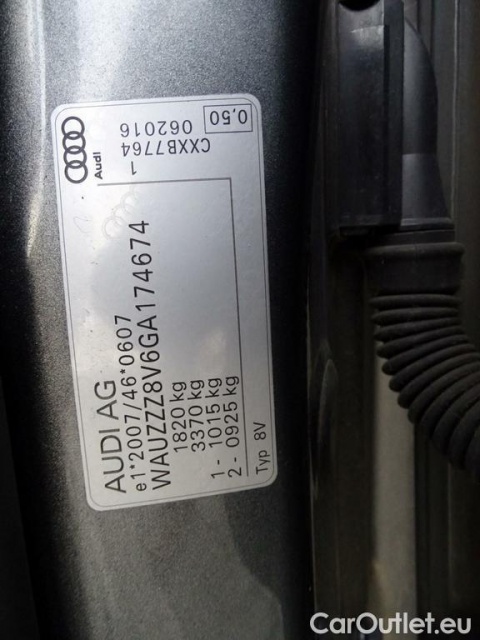 AUDI AG
e1*2007/46*0607
WAUZZZ8V6GA174674
1820 kg
3370 kg
1- 1015 kg
2- 0925 kg
Typ 8V
Audi
CXXB7764
062016
0,50
CarOutlet.eu